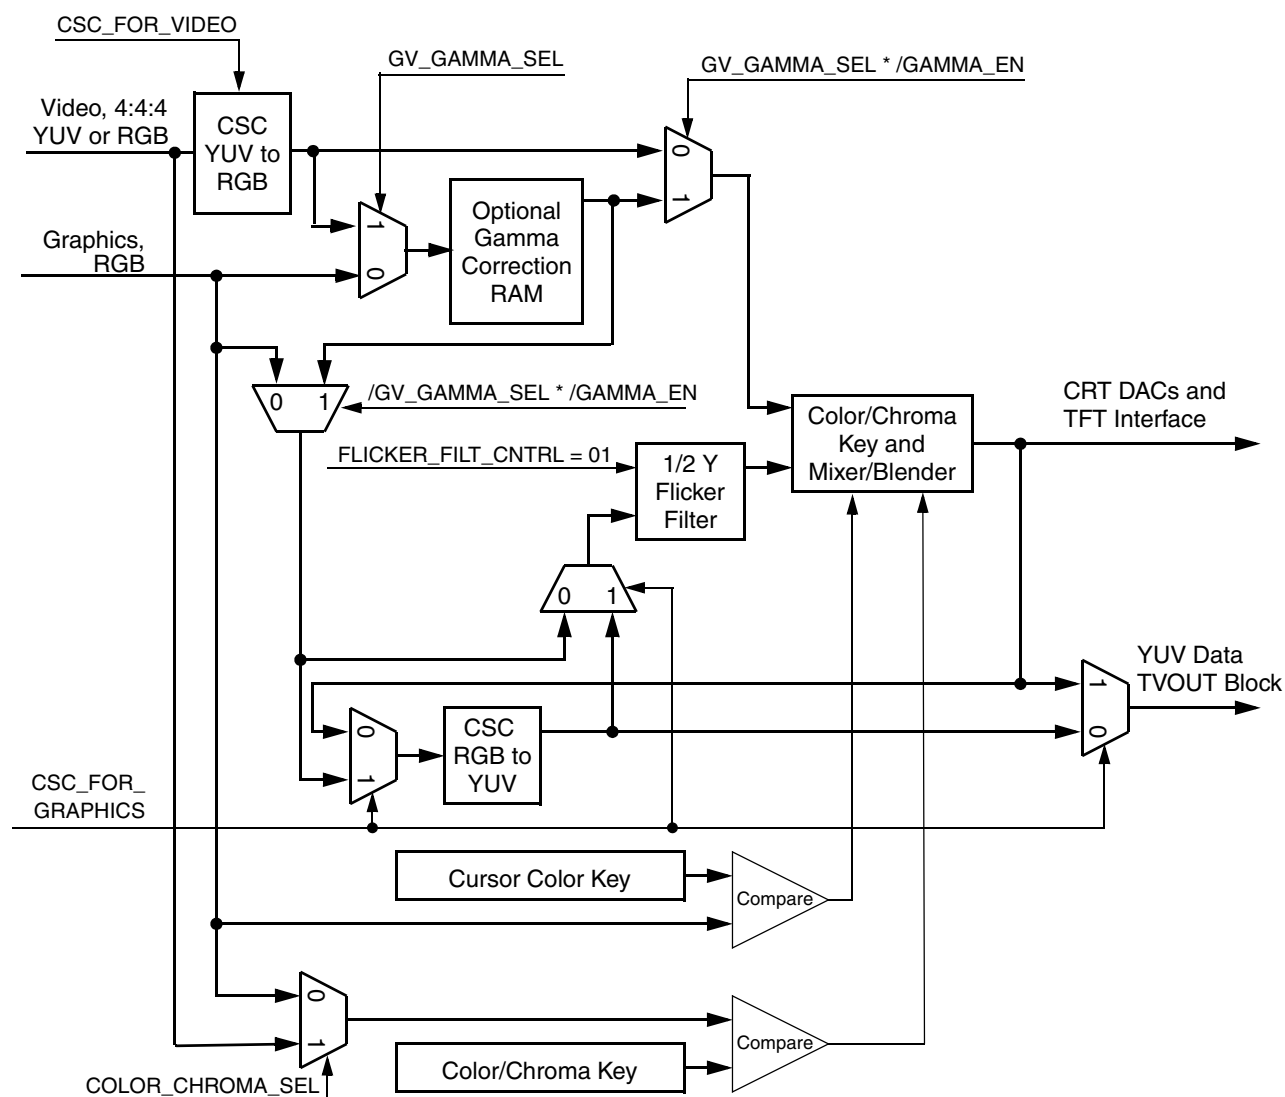 CSC_FOR_VIDEO
GV_GAMMA_SEL
GV_GAMMA_SEL * /GAMMA_EN
Video, 4:4:4
YUV or RGB
CSC
YUV to
RGB
0
1
1
0
Optional
Gamma
Correction
RAM
Graphics,
RGB
0 1
/GV_GAMMA_SEL * /GAMMA_EN
FLICKER_FILT_CNTRL = 01
1/2 Y
Flicker
Filter
Color/Chroma
Key and
Mixer/Blender
CRT DACs and
TFT Interface
0 1
YUV Data
TVOUT Block
1
0
0
1
CSC
RGB to
YUV
CSC_FOR_
GRAPHICS
Cursor Color Key
Compare
0
1
Compare
Color/Chroma Key
COLOR_CHROMA_SEL